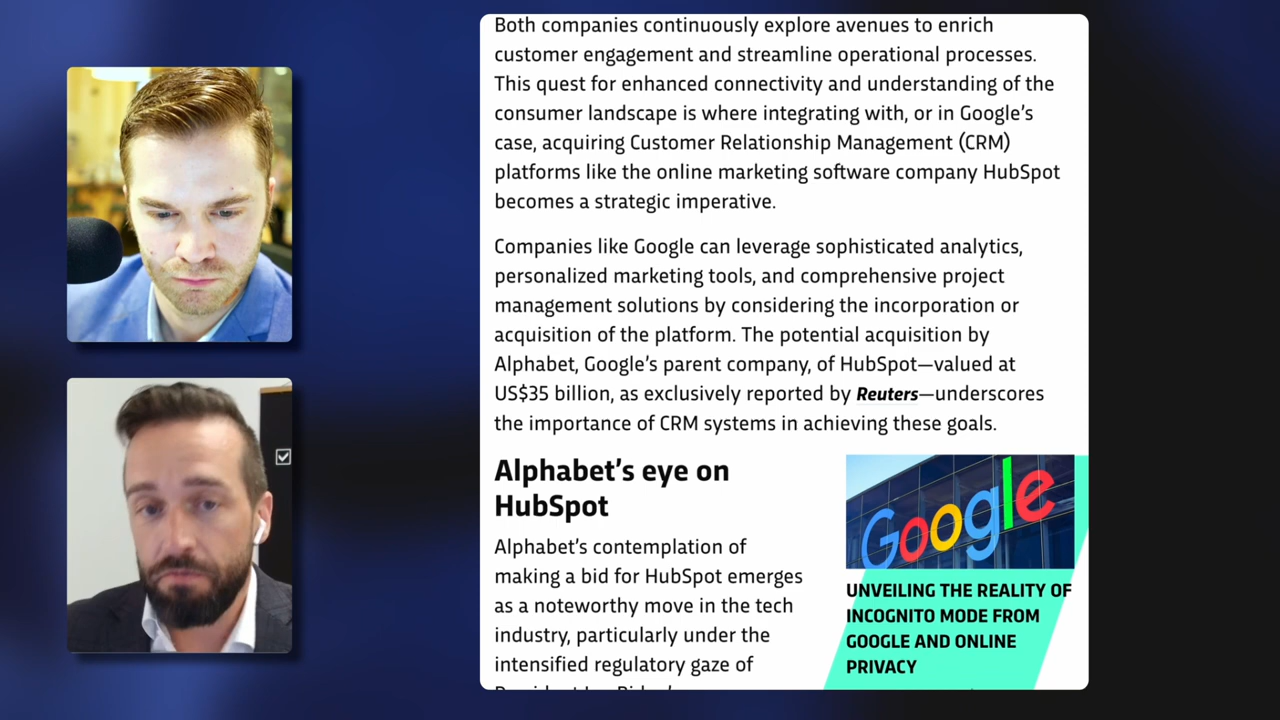 Both companies continuously explore avenues to enrich
customer engagement and streamline operational processes.
This quest for enhanced connectivity and understanding of the
consumer landscape is where integrating with, or in Google’s
case, acquiring Customer Relationship Management (CRM)
platforms like the online marketing software company HubSpot
becomes a strategic imperative.
Companies like Google can leverage sophisticated analytics,
personalized marketing tools, and comprehensive project
management solutions by considering the incorporation or
acquisition of the platform. The potential acquisition by
Alphabet, Google’s parent company, of HubSpot—valued at
US$35 billion, as exclusively reported by Reuters—underscores
the importance of CRM systems in achieving these goals.
Alphabet’s eye on
HubSpot
Alphabet’s contemplation of
making a bid for HubSpot emerges
as a noteworthy move in the tech
industry, particularly under the
intensified regulatory gaze of
Google
UNVEILING THE REALITY OF
INCOGNITO MODE FROM
GOOGLE AND ONLINE
PRIVACY